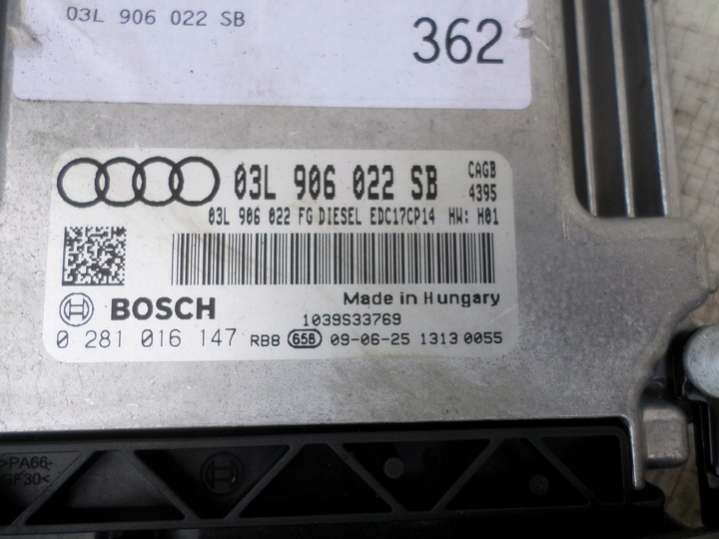 03L 906 022 SB
362
03L 906 022 SB
CAGB
4395
03L 906 022 FG DIESEL EDC17CP14 HW: H01
BOSCH
Made in Hungary
1039S33769
0 281 016 147 RB8 658 09-06-25 1313 0055
>PA66-
GF30<